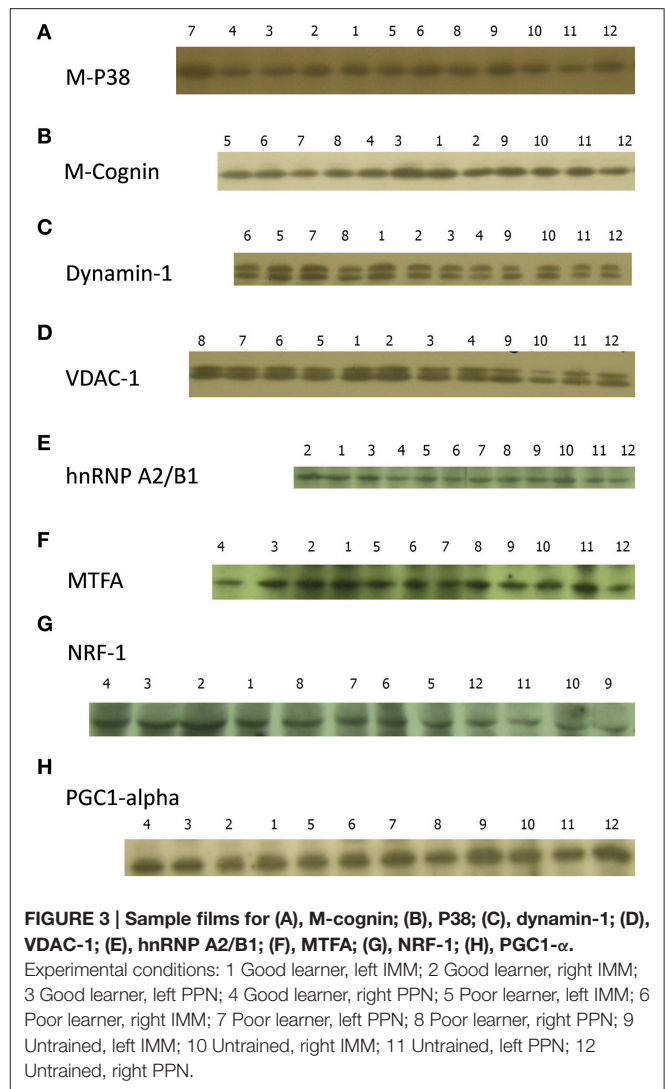 A
7 4 3 2 1 5 6 8 9 10 11 12
M-P38
B
5 6 7 8 4 3 1 2 9 10 11 12
M-Cognin
C
6 5 7 8 1 2 3 4 9 10 11 12
Dynamin-1
D
8 7 6 5 1 2 3 4 9 10 11 12
VDAC-1
E
2 1 3 4 5 6 7 8 9 10 11 12
hnRNP A2/B1
F
4 3 2 1 5 6 7 8 9 10 11 12
MTFA
G
NRF-1
4 3 2 1 8 7 6 5 12 11 10 9
H
PGC1-alpha
4 3 2 1 5 6 7 8 9 10 11 12
FIGURE 3 | Sample films for (A), M-cognin; (B), P38; (C), dynamin-1; (D),
VDAC-1; (E), hnRNP A2/B1; (F), MTFA; (G), NRF-1; (H), PGC1-α.
Experimental conditions: 1 Good learner, left IMM; 2 Good learner, right IMM;
3 Good learner, left PPN; 4 Good learner, right PPN; 5 Poor learner, left IMM; 6
Poor learner, right IMM; 7 Poor learner, left PPN; 8 Poor learner, right PPN; 9
Untrained, left IMM; 10 Untrained, right IMM; 11 Untrained, left PPN; 12
Untrained, right PPN.